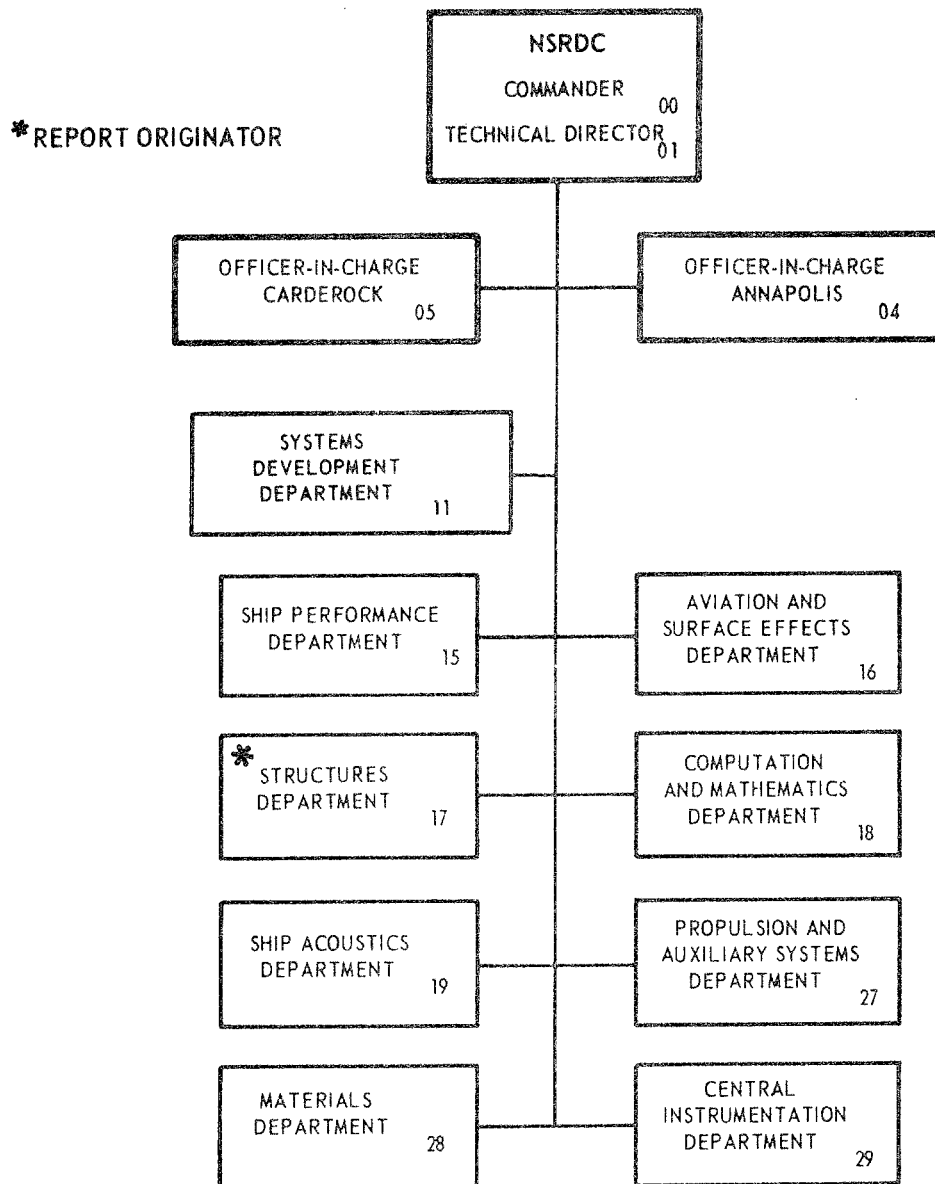 NSRDC
COMMANDER
00
TECHNICAL DIRECTOR
01
*REPORT ORIGINATOR
OFFICER-IN-CHARGE
CARDEROCK
05
OFFICER-IN-CHARGE
ANNAPOLIS
04
SYSTEMS
DEVELOPMENT
DEPARTMENT
11
SHIP PERFORMANCE
DEPARTMENT
15
AVIATION AND
SURFACE EFFECTS
DEPARTMENT
16
*
STRUCTURES
DEPARTMENT
17
COMPUTATION
AND MATHEMATICS
DEPARTMENT
18
SHIP ACOUSTICS
DEPARTMENT
19
PROPULSION AND
AUXILIARY SYSTEMS
DEPARTMENT
27
MATERIALS
DEPARTMENT
28
CENTRAL
INSTRUMENTATION
DEPARTMENT
29